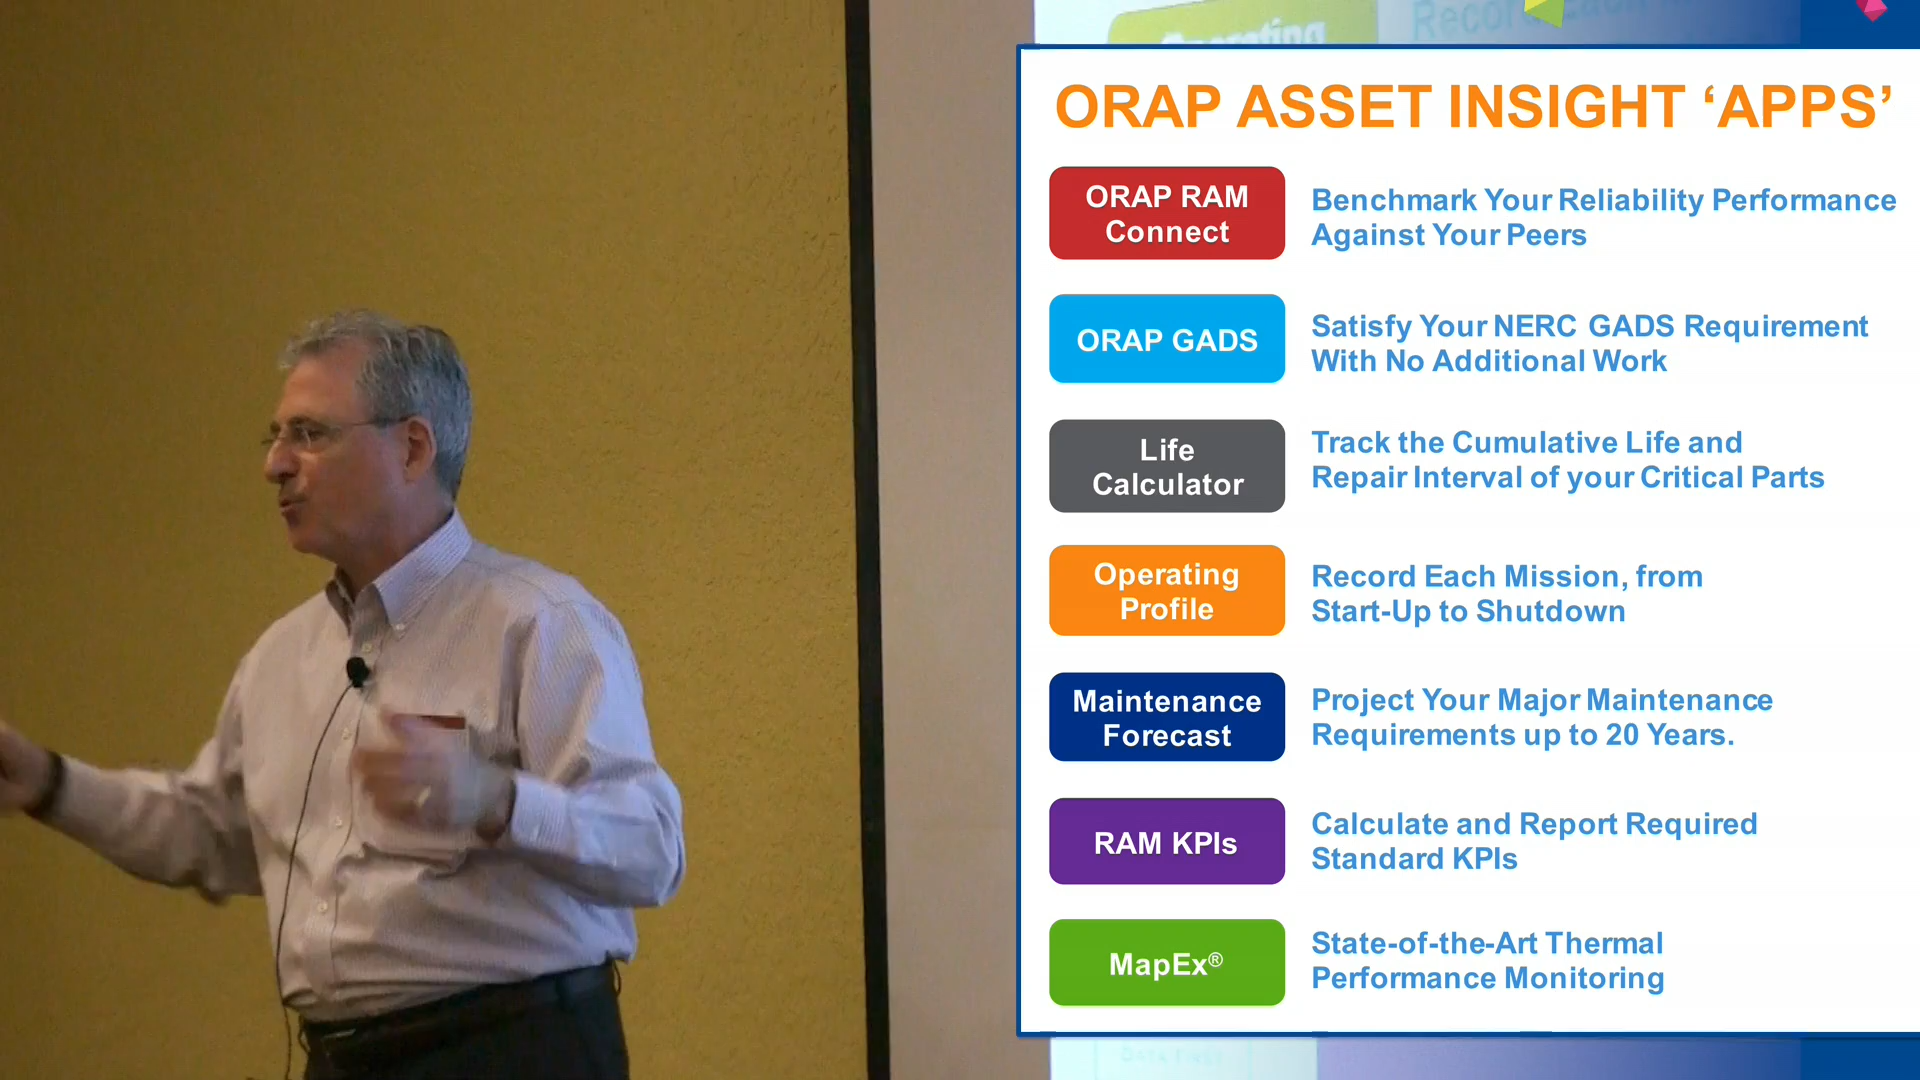 Operating
ORAP ASSET INSIGHT ‘APPS’
ORAP RAM
Connect
Benchmark Your Reliability Performance
Against Your Peers
ORAP GADS
Satisfy Your NERC GADS Requirement
With No Additional Work
Life
Calculator
Track the Cumulative Life and
Repair Interval of your Critical Parts
Operating
Profile
Record Each Mission, from
Start-Up to Shutdown
Maintenance
Forecast
Project Your Major Maintenance
Requirements up to 20 Years.
RAM KPIs
Calculate and Report Required
Standard KPIs
MapEx®
State-of-the-Art Thermal
Performance Monitoring